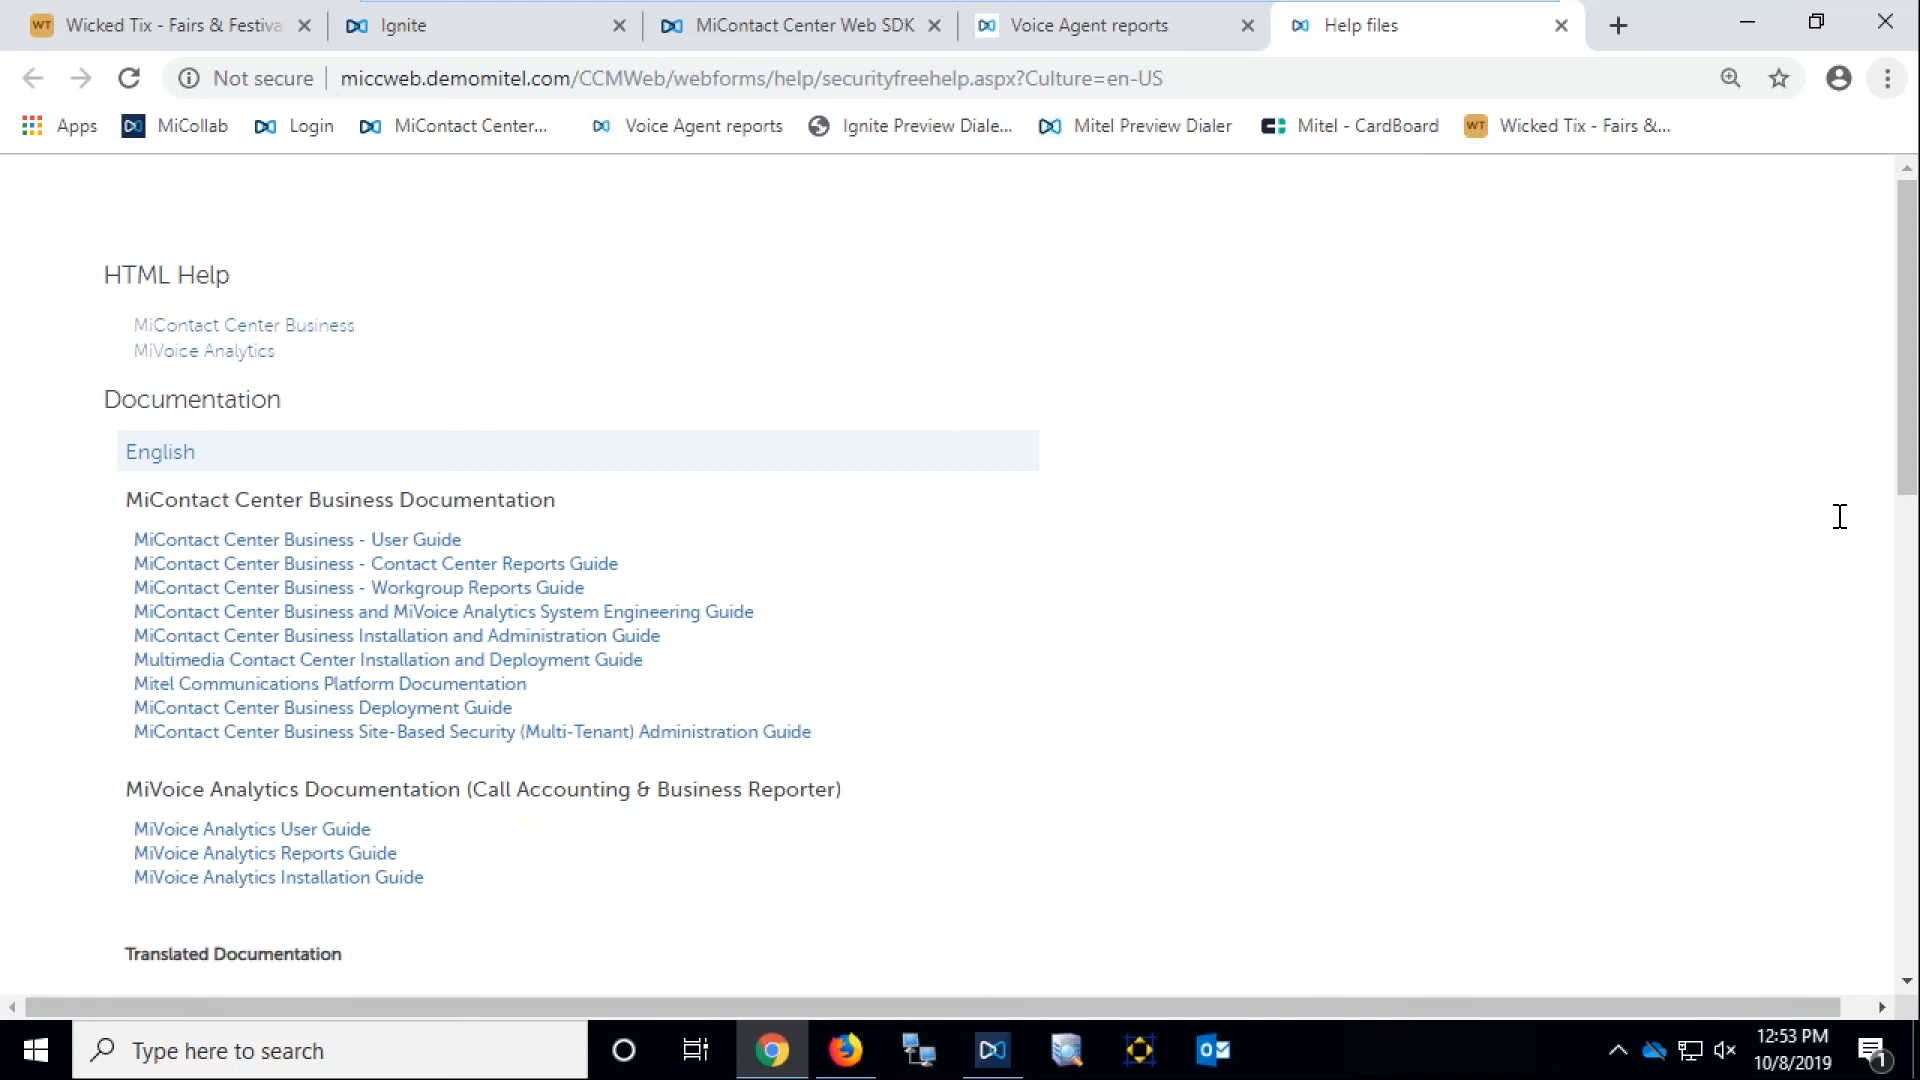 WT Wicked Tix - Fairs & Festiva
Ignite
MiContact Center Web SDK
Voice Agent reports
Help files
Not secure
miccweb.demomitel.com/CCMWeb/webforms/help/securityfreehelp.aspx?Culture=en-US
Apps
MiCollab
Login
MiContact Center...
Voice Agent reports
Ignite Preview Diale...
Mitel Preview Dialer
Mitel - CardBoard
WT Wicked Tix - Fairs &...
HTML Help
MiContact Center Business
MiVoice Analytics
Documentation
English
MiContact Center Business Documentation
MiContact Center Business - User Guide
MiContact Center Business - Contact Center Reports Guide
MiContact Center Business - Workgroup Reports Guide
MiContact Center Business and MiVoice Analytics System Engineering Guide
MiContact Center Business Installation and Administration Guide
Multimedia Contact Center Installation and Deployment Guide
Mitel Communications Platform Documentation
MiContact Center Business Deployment Guide
MiContact Center Business Site-Based Security (Multi-Tenant) Administration Guide
MiVoice Analytics Documentation (Call Accounting & Business Reporter)
MiVoice Analytics User Guide
MiVoice Analytics Reports Guide
MiVoice Analytics Installation Guide
Translated Documentation
Type here to search
12:53 PM
10/8/2019
1